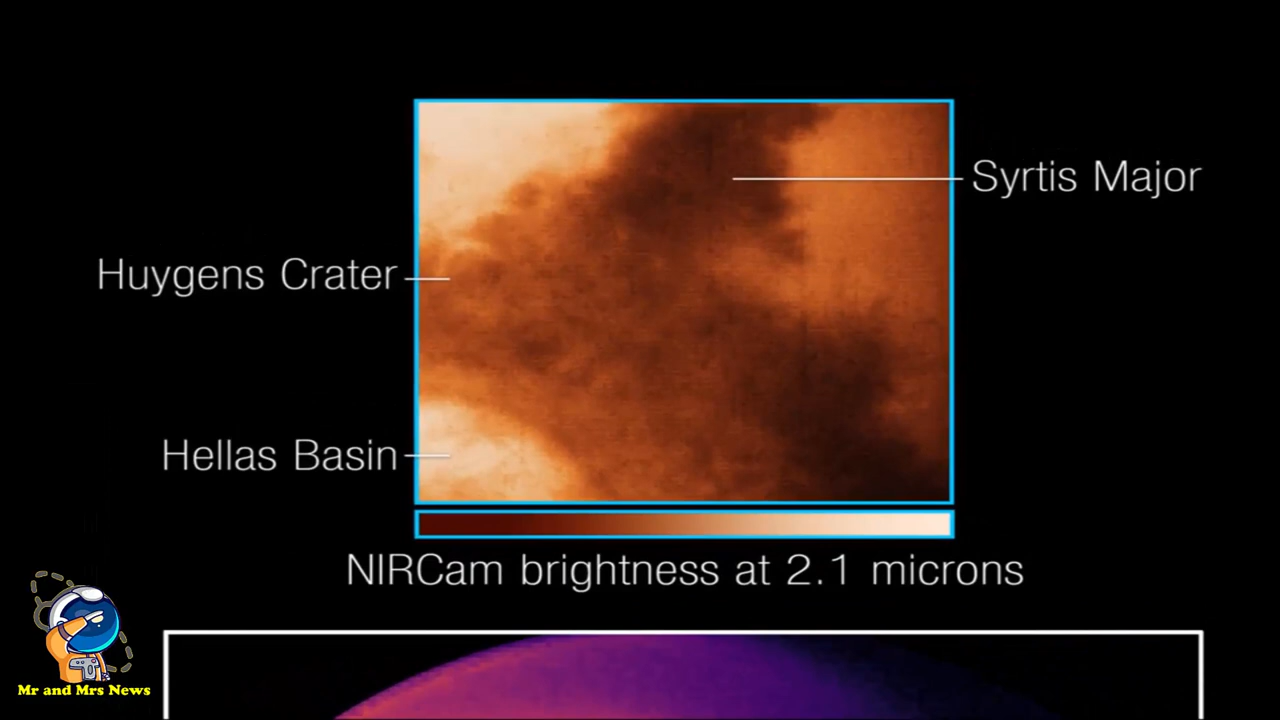 Syrtis Major
Huygens Crater
Hellas Basin
NIRCam brightness at 2.1 microns
Mr and Mrs News